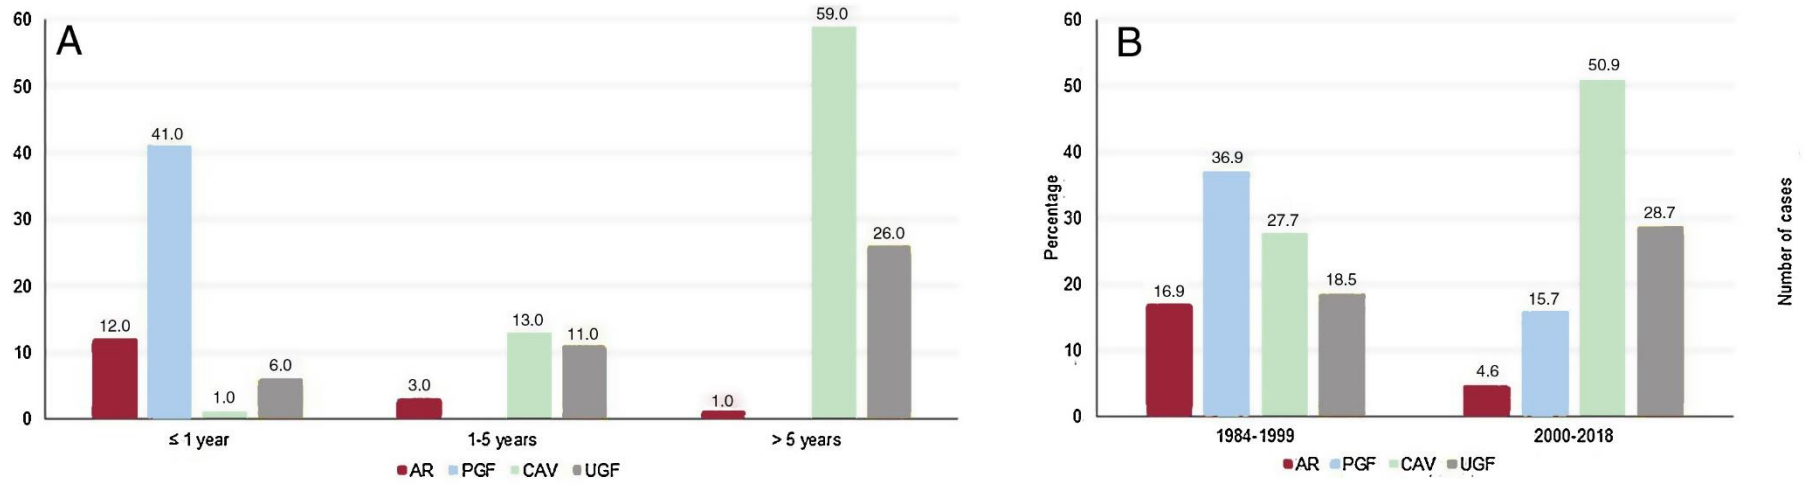 A
60
50
40
30
20
10
0
12.0 41.0 1.0 6.0
3.0 13.0 11.0
1.0 59.0 26.0
≤ 1 year 1-5 years > 5 years
AR PGF CAV UGF
B
Percentage
60
50
40
30
20
10
0
16.9 36.9 27.7 18.5
4.6 15.7 50.9 28.7
1984-1999 2000-2018
AR PGF CAV UGF
Number of cases